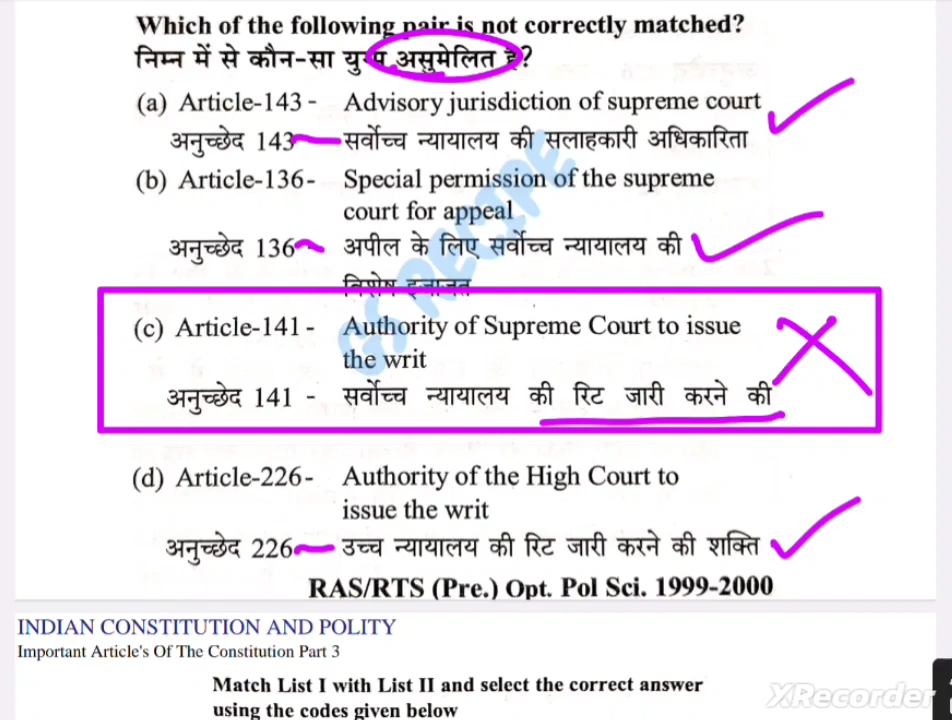 Which of the following pair is not correctly matched?
निम्न में से कौन-सा युग्म असुमेलित है?
(a) Article-143 - Advisory jurisdiction of supreme court
अनुच्छेद 143 सर्वोच्च न्यायालय की सलाहकारी अधिकारिता
(b) Article-136- Special permission of the supreme
court for appeal
अनुच्छेद 136 अपील के लिए सर्वोच्च न्यायालय की
विशेष इजाजत
(c) Article-141 - Authority of Supreme Court to issue
the writ
अनुच्छेद 141 - सर्वोच्च न्यायालय की रिट जारी करने की
(d) Article-226- Authority of the High Court to
issue the writ
अनुच्छेद 226 उच्च न्यायालय की रिट जारी करने की शक्ति
RAS/RTS (Pre.) Opt. Pol Sci. 1999-2000
GS RECIPE
INDIAN CONSTITUTION AND POLITY
Important Article's Of The Constitution Part 3
Match List I with List II and select the correct answer
using the codes given below
XRecorder